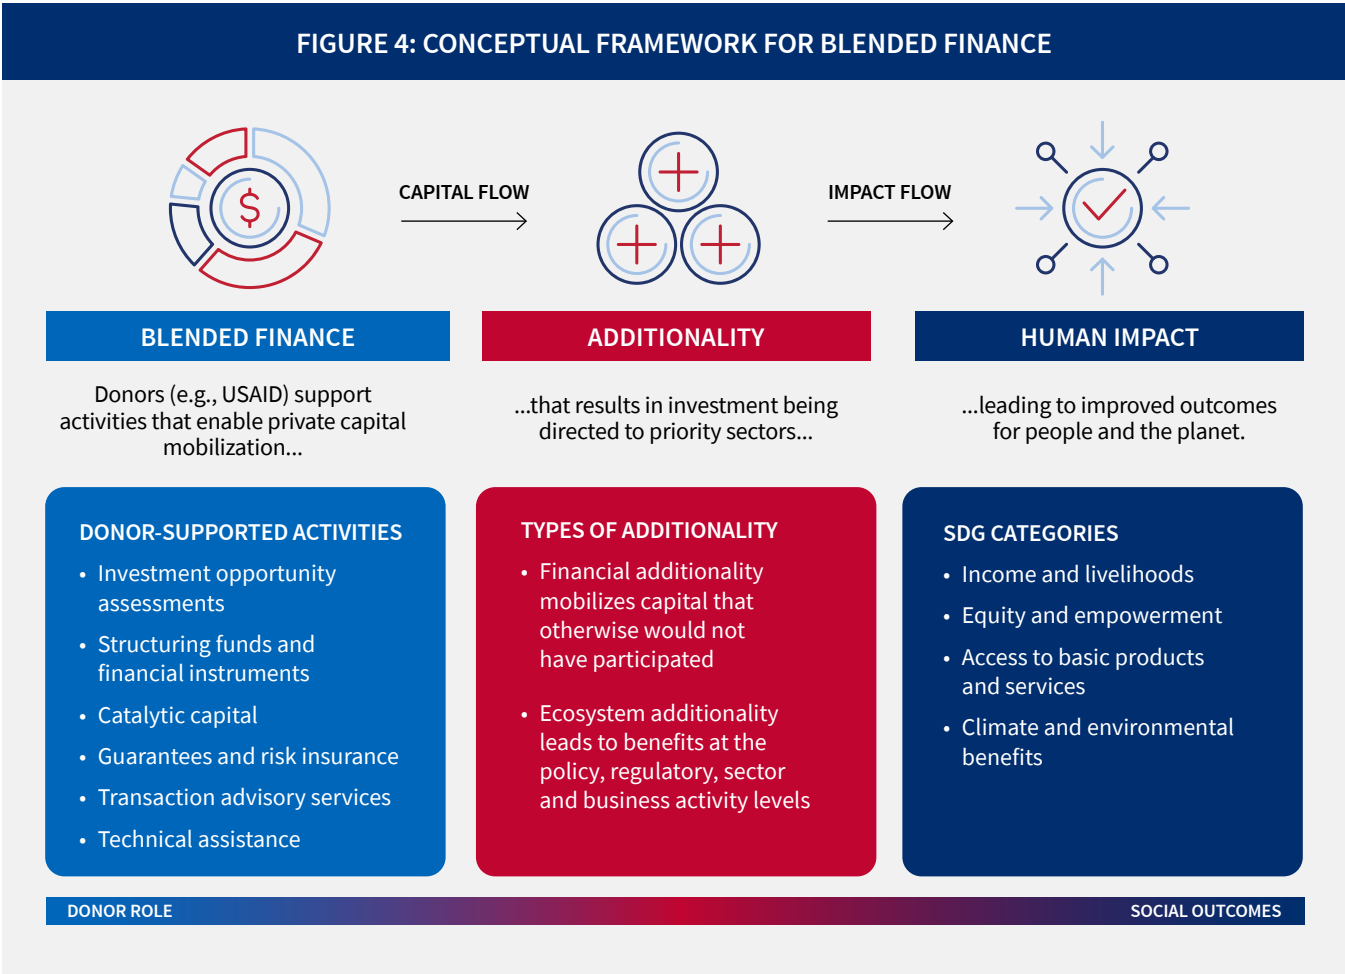 FIGURE 4: CONCEPTUAL FRAMEWORK FOR BLENDED FINANCE
CAPITAL FLOW
IMPACT FLOW
$
BLENDED FINANCE
Donors (e.g., USAID) support
activities that enable private capital
mobilization...
ADDITIONALITY
...that results in investment being
directed to priority sectors...
HUMAN IMPACT
...leading to improved outcomes
for people and the planet.
DONOR-SUPPORTED ACTIVITIES
• Investment opportunity
assessments
• Structuring funds and
financial instruments
• Catalytic capital
• Guarantees and risk insurance
• Transaction advisory services
• Technical assistance
TYPES OF ADDITIONALITY
• Financial additionality
mobilizes capital that
otherwise would not
have participated
• Ecosystem additionality
leads to benefits at the
policy, regulatory, sector
and business activity levels
SDG CATEGORIES
• Income and livelihoods
• Equity and empowerment
• Access to basic products
and services
• Climate and environmental
benefits
DONOR ROLE
SOCIAL OUTCOMES